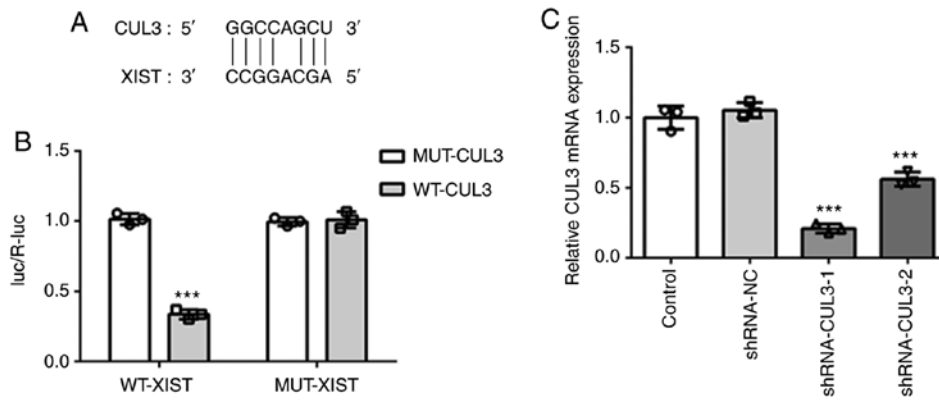 A
CUL3 : 5′ GGCCAGCU 3′
XIST : 3′ CCGGACGA 5′
B
luc/R-luc
1.5
1.0
0.5
0.0
***
WT-XIST
MUT-XIST
MUT-CUL3
WT-CUL3
C
Relative CUL3 mRNA expression
1.5
1.0
0.5
0.0
***
***
Control
shRNA-NC
shRNA-CUL3-1
shRNA-CUL3-2